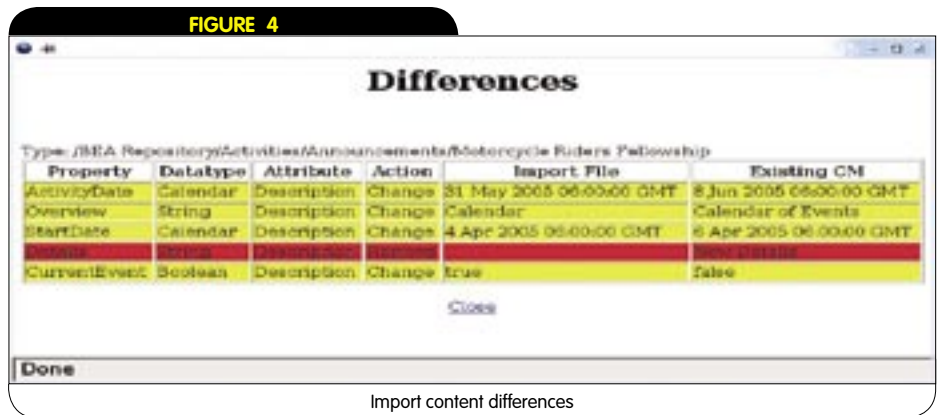 FIGURE 4
Differences
Type: /BEA Repository/Activities/Announcements/Motorcycle Riders Fellowship
Property Datatype Attribute Action Import File Existing CM
ActivityDate Calendar Description Change 31 May 2005 06:00:00 GMT 8 Jun 2005 06:00:00 GMT
Overview String Description Change Calendar Calendar of Events
StartDate Calendar Description Change 4 Apr 2005 06:00:00 GMT 6 Apr 2005 06:00:00 GMT
Details String Description New Details
CurrentEvent Boolean Description Change true false
Close
Done
Import content differences